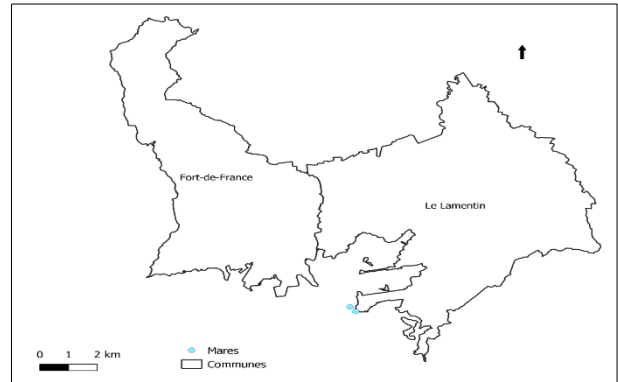 Fort-de-France
Le Lamentin
0 1 2 km
Mares
Communes